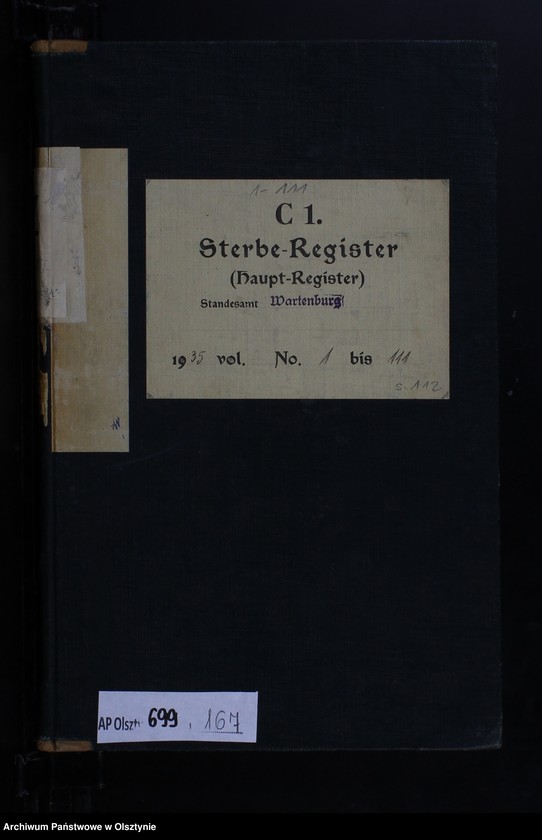 1-111
C 1.
Sterbe-Register
(Haupt-Register)
Standesamt Wartenburg
1935 vol. No. 1 bis 111
s. 112
AP Olszt. 699, 167
Archiwum Państwowe w Olsztynie